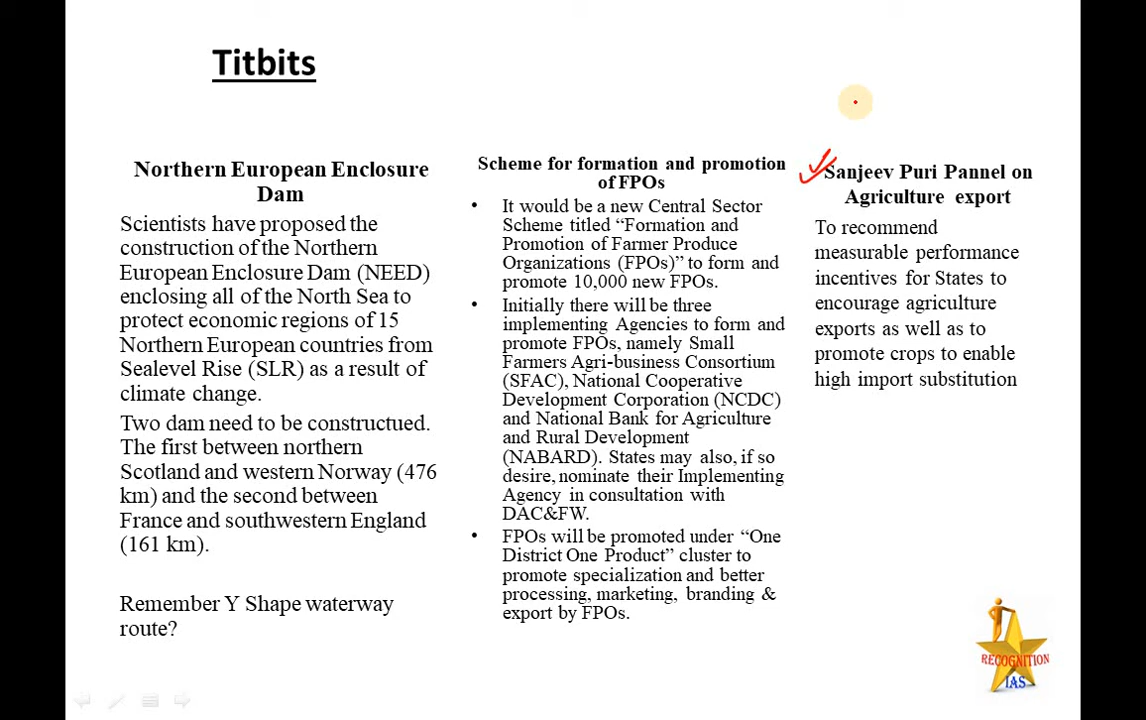 Titbits
Northern European Enclosure
Dam
Scientists have proposed the
construction of the Northern
European Enclosure Dam (NEED)
enclosing all of the North Sea to
protect economic regions of 15
Northern European countries from
Sealevel Rise (SLR) as a result of
climate change.
Two dam need to be constructued.
The first between northern
Scotland and western Norway (476
km) and the second between
France and southwestern England
(161 km).
Remember Y Shape waterway
route?
Scheme for formation and promotion
of FPOs
• It would be a new Central Sector
Scheme titled “Formation and
Promotion of Farmer Produce
Organizations (FPOs)” to form and
promote 10,000 new FPOs.
• Initially there will be three
implementing Agencies to form and
promote FPOs, namely Small
Farmers Agri-business Consortium
(SFAC), National Cooperative
Development Corporation (NCDC)
and National Bank for Agriculture
and Rural Development
(NABARD). States may also, if so
desire, nominate their Implementing
Agency in consultation with
DAC&FW.
• FPOs will be promoted under “One
District One Product” cluster to
promote specialization and better
processing, marketing, branding &
export by FPOs.
Sanjeev Puri Pannel on
Agriculture export
To recommend
measurable performance
incentives for States to
encourage agriculture
exports as well as to
promote crops to enable
high import substitution
RECOGNITION
IAS